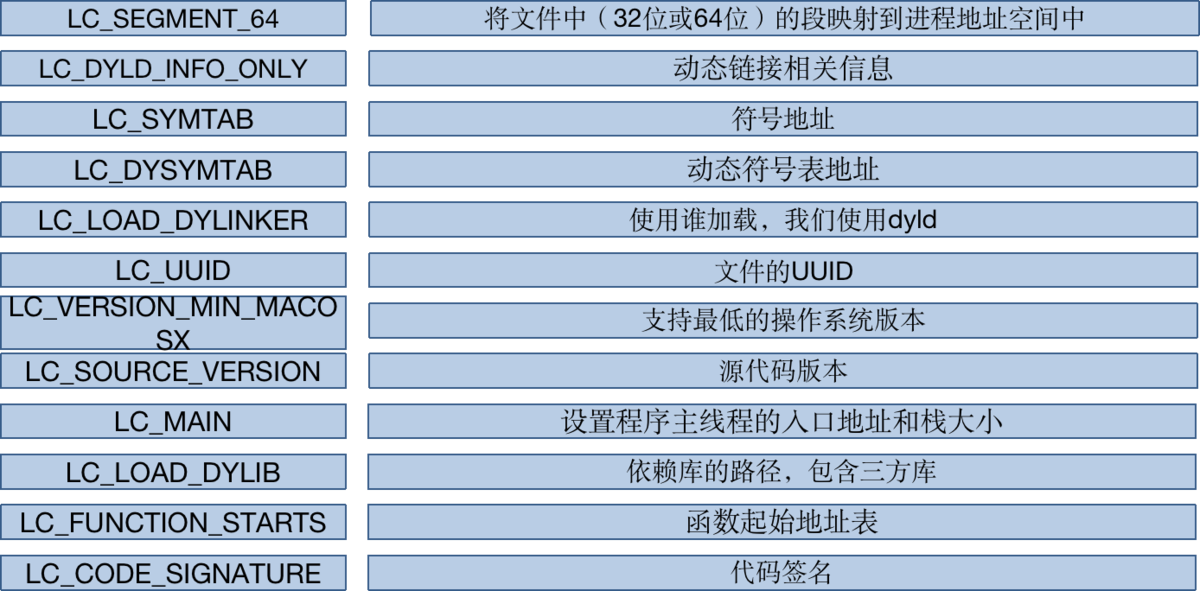 LC_SEGMENT_64 将文件中（32位或64位）的段映射到进程地址空间中
LC_DYLD_INFO_ONLY 动态链接相关信息
LC_SYMTAB 符号地址
LC_DYSYMTAB 动态符号表地址
LC_LOAD_DYLINKER 使用谁加载，我们使用dyld
LC_UUID 文件的UUID
LC_VERSION_MIN_MACO
SX 支持最低的操作系统版本
LC_SOURCE_VERSION 源代码版本
LC_MAIN 设置程序主线程的入口地址和栈大小
LC_LOAD_DYLIB 依赖库的路径，包含三方库
LC_FUNCTION_STARTS 函数起始地址表
LC_CODE_SIGNATURE 代码签名